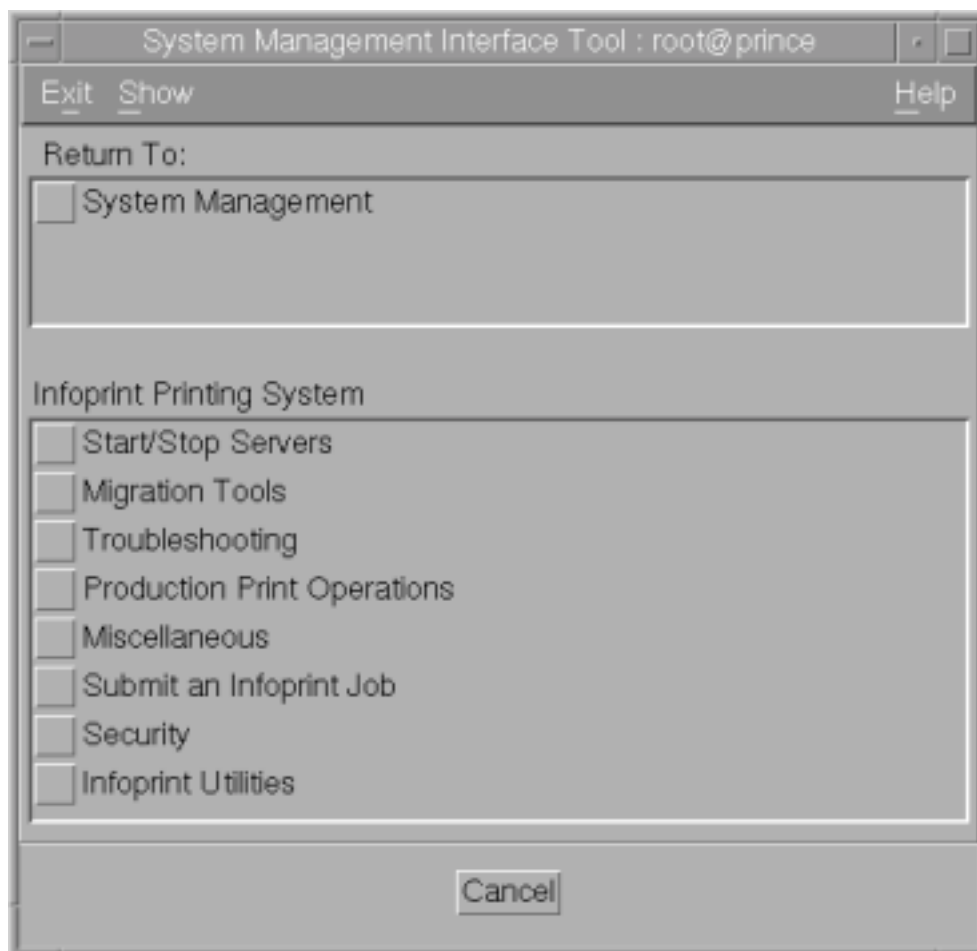 System Management Interface Tool : root@prince
Exit Show Help
Return To:
System Management
Infoprint Printing System
Start/Stop Servers
Migration Tools
Troubleshooting
Production Print Operations
Miscellaneous
Submit an Infoprint Job
Security
Infoprint Utilities
Cancel